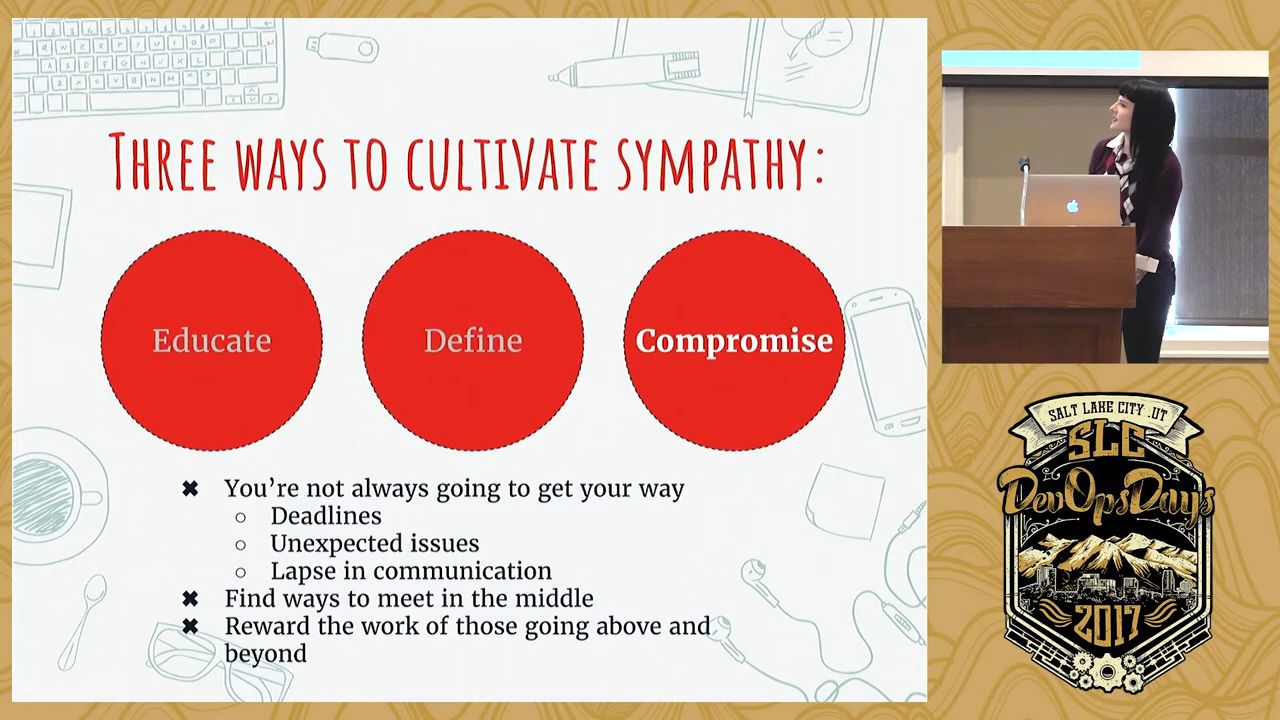 THREE WAYS TO CULTIVATE SYMPATHY:
Educate
Define
Compromise
✖ You’re not always going to get your way
○ Deadlines
○ Unexpected issues
○ Lapse in communication
✖ Find ways to meet in the middle
✖ Reward the work of those going above and
beyond
SALT LAKE CITY .UT
SLC
DevOpsDays
2017